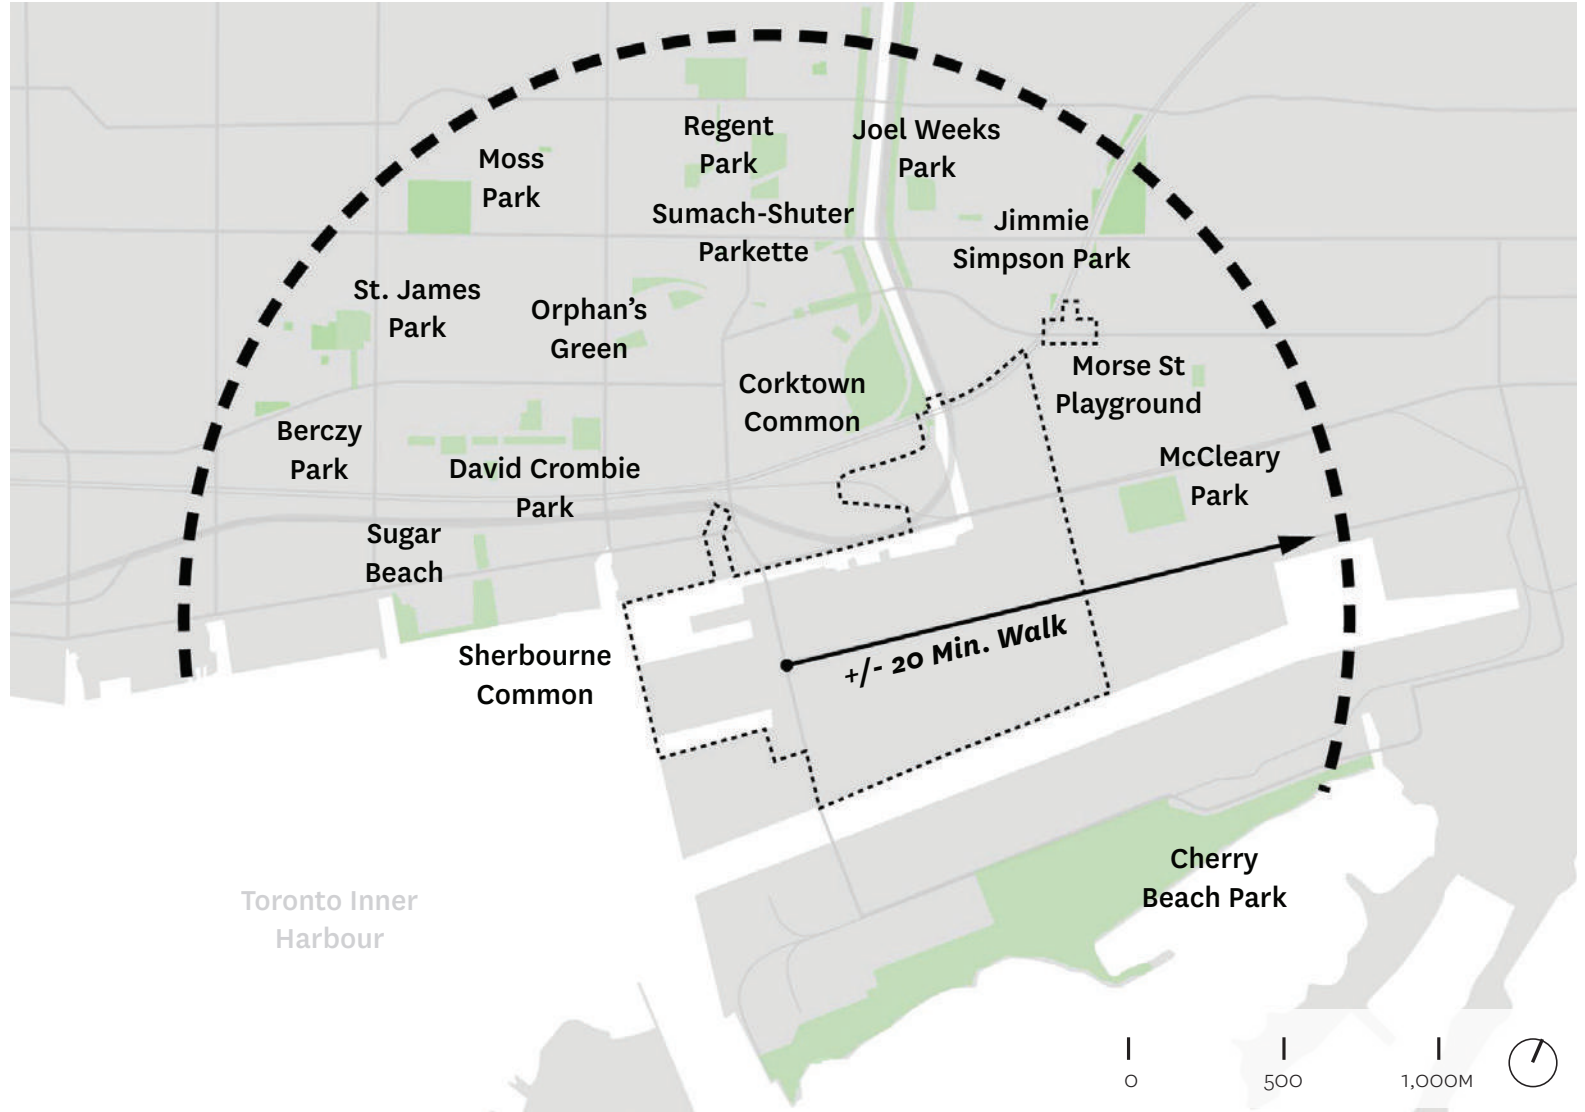 Regent
Park
Joel Weeks
Park
Moss
Park
Sumach-Shuter
Parkette
Jimmie
Simpson Park
St. James
Park
Orphan’s
Green
Corktown
Common
Morse St
Playground
Berczy
Park
David Crombie
Park
McCleary
Park
Sugar
Beach
+/- 20 Min. Walk
Sherbourne
Common
Cherry
Beach Park
Toronto Inner
Harbour
0 500 1,000M